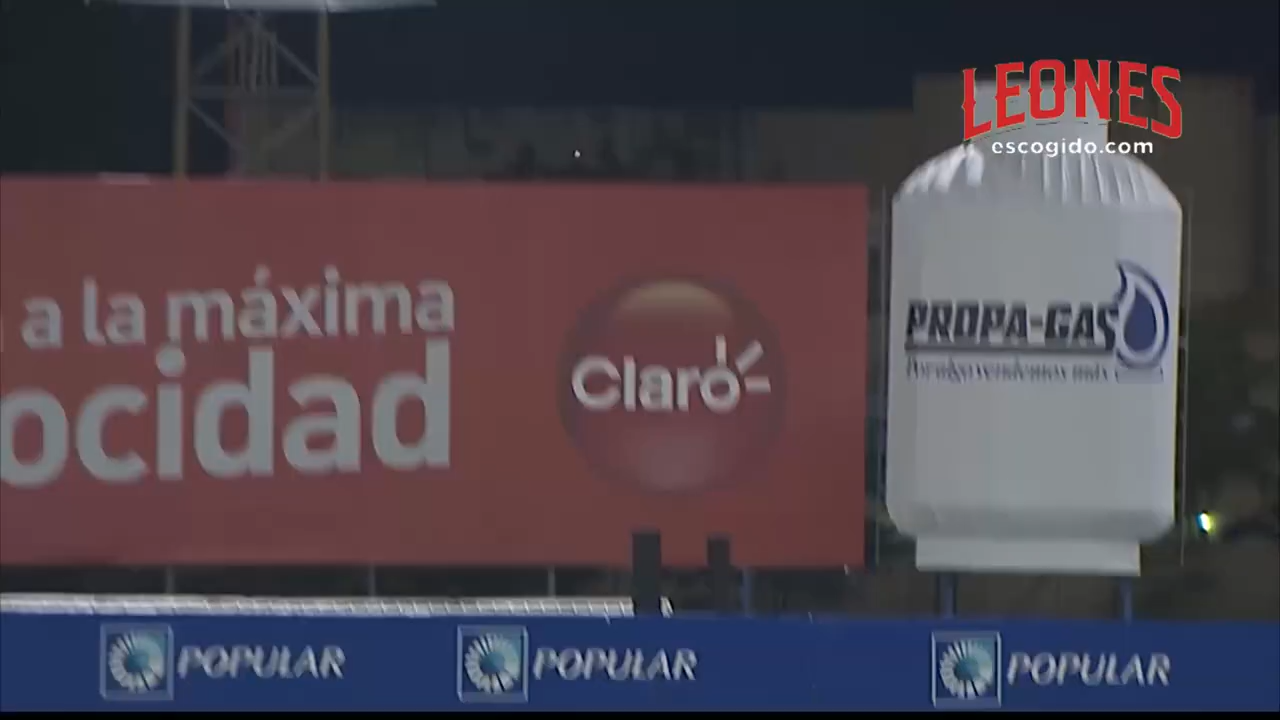 LEONES
escogido.com
a la máxima
ocidad
Claro
PROPA-GAS
POPULAR
POPULAR
POPULAR